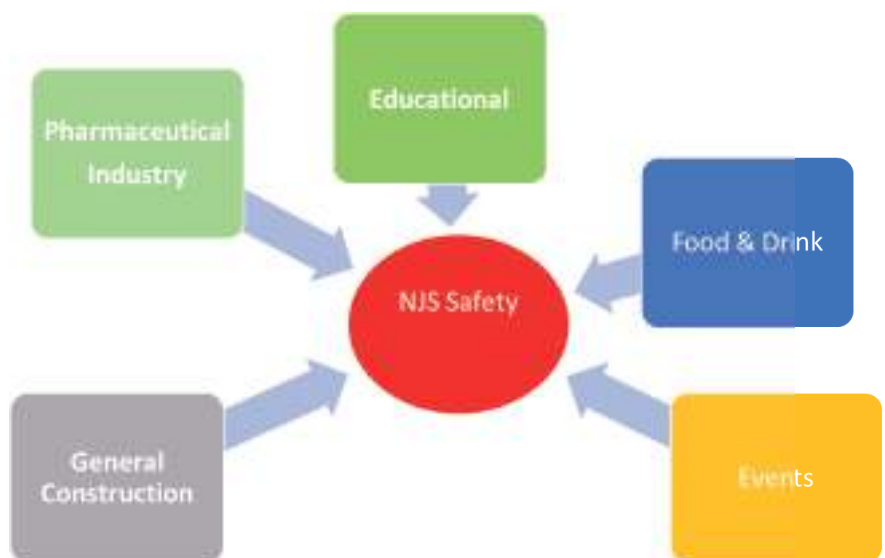 Educational
Pharmaceutical
Industry
Food & Drink
NJS Safety
General
Construction
Events